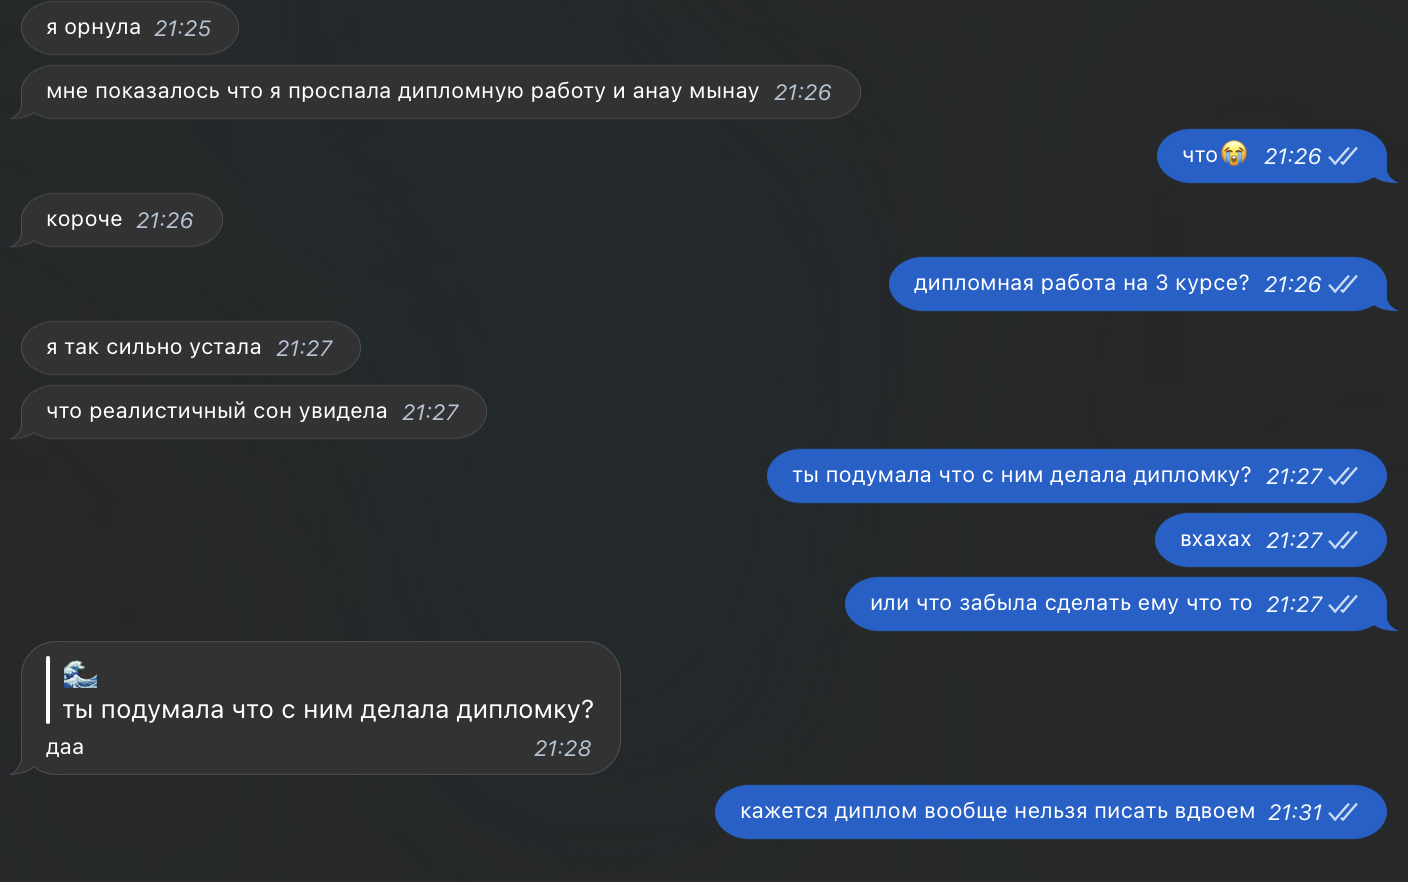 я орнула 21:25
мне показалось что я проспала дипломную работу и анау мынау 21:26
что😭 21:26
короче 21:26
дипломная работа на 3 курсе? 21:26
я так сильно устала 21:27
что реалистичный сон увидела 21:27
ты подумала что с ним делала дипломку? 21:27
вхахах 21:27
или что забыла сделать ему что то 21:27
🌊
ты подумала что с ним делала дипломку?
даа 21:28
кажется диплом вообще нельзя писать вдвоем 21:31